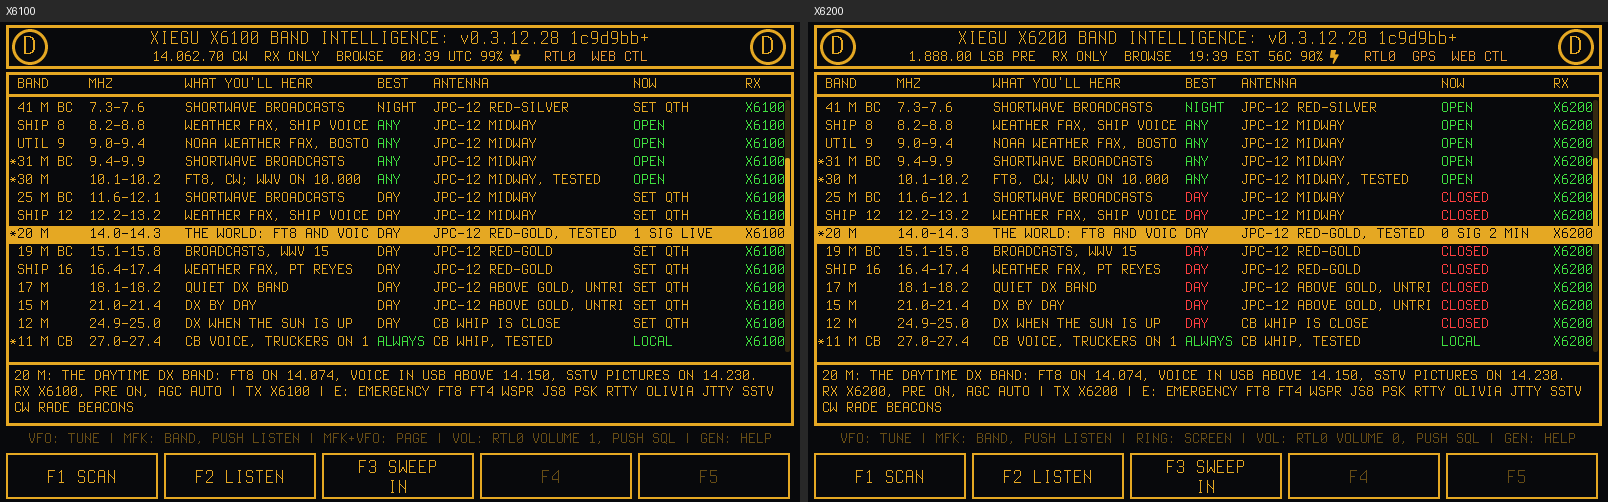 X6100
D XIEGU X6100 BAND INTELLIGENCE: v0.3.12.28 1c9d9bb+ D
14.062.70 CW RX ONLY BROWSE 00:39 UTC 99% RTL0 WEB CTL
BAND MHZ WHAT YOU'LL HEAR BEST ANTENNA NOW RX
41 M BC 7.3-7.6 SHORTWAVE BROADCASTS NIGHT JPC-12 RED-SILVER SET QTH X6100
SHIP 8 8.2-8.8 WEATHER FAX, SHIP VOICE ANY JPC-12 MIDWAY OPEN X6100
UTIL 9 9.0-9.4 NOAA WEATHER FAX, BOSTO ANY JPC-12 MIDWAY OPEN X6100
*31 M BC 9.4-9.9 SHORTWAVE BROADCASTS ANY JPC-12 MIDWAY OPEN X6100
*30 M 10.1-10.2 FT8, CW; WWV ON 10.000 ANY JPC-12 MIDWAY, TESTED OPEN X6100
25 M BC 11.6-12.1 SHORTWAVE BROADCASTS DAY JPC-12 MIDWAY SET QTH X6100
SHIP 12 12.2-13.2 WEATHER FAX, SHIP VOICE DAY JPC-12 MIDWAY SET QTH X6100
*20 M 14.0-14.3 THE WORLD: FT8 AND VOIC DAY JPC-12 RED-GOLD, TESTED 1 SIG LIVE X6100
19 M BC 15.1-15.8 BROADCASTS, WWV 15 DAY JPC-12 RED-GOLD SET QTH X6100
SHIP 16 16.4-17.4 WEATHER FAX, PT REYES DAY JPC-12 RED-GOLD SET QTH X6100
17 M 18.1-18.2 QUIET DX BAND DAY JPC-12 ABOVE GOLD, UNTRI SET QTH X6100
15 M 21.0-21.4 DX BY DAY DAY JPC-12 ABOVE GOLD, UNTRI SET QTH X6100
12 M 24.9-25.0 DX WHEN THE SUN IS UP DAY CB WHIP IS CLOSE SET QTH X6100
*11 M CB 27.0-27.4 CB VOICE, TRUCKERS ON 1 ALWAYS CB WHIP, TESTED LOCAL X6100
20 M: THE DAYTIME DX BAND: FT8 ON 14.074, VOICE IN USB ABOVE 14.150, SSTV PICTURES ON 14.230.
RX X6100, PRE ON, AGC AUTO | TX X6100 | E: EMERGENCY FT8 FT4 WSPR JS8 PSK RTTY OLIVIA JTTY SSTV
CW RADE BEACONS
VFO: TUNE | MFK: BAND, PUSH LISTEN | MFK+VFO: PAGE | VOL: RTL0 VOLUME 1, PUSH SQL | GEN: HELP
F1 SCAN F2 LISTEN F3 SWEEP IN F4 F5
X6200
D XIEGU X6200 BAND INTELLIGENCE: v0.3.12.28 1c9d9bb+ D
1.888.00 LSB PRE RX ONLY BROWSE 19:39 EST 56C 90% RTL0 GPS WEB CTL
BAND MHZ WHAT YOU'LL HEAR BEST ANTENNA NOW RX
41 M BC 7.3-7.6 SHORTWAVE BROADCASTS NIGHT JPC-12 RED-SILVER OPEN X6200
SHIP 8 8.2-8.8 WEATHER FAX, SHIP VOICE ANY JPC-12 MIDWAY OPEN X6200
UTIL 9 9.0-9.4 NOAA WEATHER FAX, BOSTO ANY JPC-12 MIDWAY OPEN X6200
*31 M BC 9.4-9.9 SHORTWAVE BROADCASTS ANY JPC-12 MIDWAY OPEN X6200
*30 M 10.1-10.2 FT8, CW; WWV ON 10.000 ANY JPC-12 MIDWAY, TESTED OPEN X6200
25 M BC 11.6-12.1 SHORTWAVE BROADCASTS DAY JPC-12 MIDWAY CLOSED X6200
SHIP 12 12.2-13.2 WEATHER FAX, SHIP VOICE DAY JPC-12 MIDWAY CLOSED X6200
*20 M 14.0-14.3 THE WORLD: FT8 AND VOIC DAY JPC-12 RED-GOLD, TESTED 0 SIG 2 MIN X6200
19 M BC 15.1-15.8 BROADCASTS, WWV 15 DAY JPC-12 RED-GOLD CLOSED X6200
SHIP 16 16.4-17.4 WEATHER FAX, PT REYES DAY JPC-12 RED-GOLD CLOSED X6200
17 M 18.1-18.2 QUIET DX BAND DAY JPC-12 ABOVE GOLD, UNTRI CLOSED X6200
15 M 21.0-21.4 DX BY DAY DAY JPC-12 ABOVE GOLD, UNTRI CLOSED X6200
12 M 24.9-25.0 DX WHEN THE SUN IS UP DAY CB WHIP IS CLOSE CLOSED X6200
*11 M CB 27.0-27.4 CB VOICE, TRUCKERS ON 1 ALWAYS CB WHIP, TESTED LOCAL X6200
20 M: THE DAYTIME DX BAND: FT8 ON 14.074, VOICE IN USB ABOVE 14.150, SSTV PICTURES ON 14.230.
RX X6200, PRE ON, AGC AUTO | TX X6200 | E: EMERGENCY FT8 FT4 WSPR JS8 PSK RTTY OLIVIA JTTY SSTV
CW RADE BEACONS
VFO: TUNE | MFK: BAND, PUSH LISTEN | RING: SCREEN | VOL: RTL0 VOLUME 0, PUSH SQL | GEN: HELP
F1 SCAN F2 LISTEN F3 SWEEP IN F4 F5